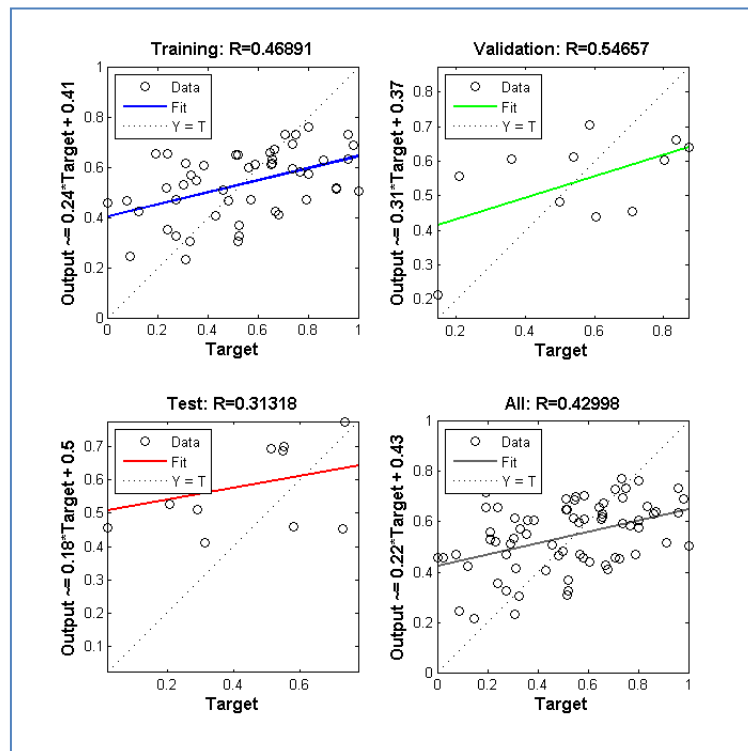 Training: R=0.46891
Output ~= 0.24*Target + 0.41
1
0.8
0.6
0.4
0.2
0
Data
Fit
Y = T
0 0.2 0.4 0.6 0.8 1
Target
Validation: R=0.54657
Output ~= 0.31*Target + 0.37
0.8
0.7
0.6
0.5
0.4
0.3
0.2
Data
Fit
Y = T
0.2 0.4 0.6 0.8
Target
Test: R=0.31318
Output ~= 0.18*Target + 0.5
0.7
0.6
0.5
0.4
0.3
0.2
0.1
Data
Fit
Y = T
0.2 0.4 0.6
Target
All: R=0.42998
Output ~= 0.22*Target + 0.43
1
0.8
0.6
0.4
0.2
0
Data
Fit
Y = T
0 0.2 0.4 0.6 0.8 1
Target